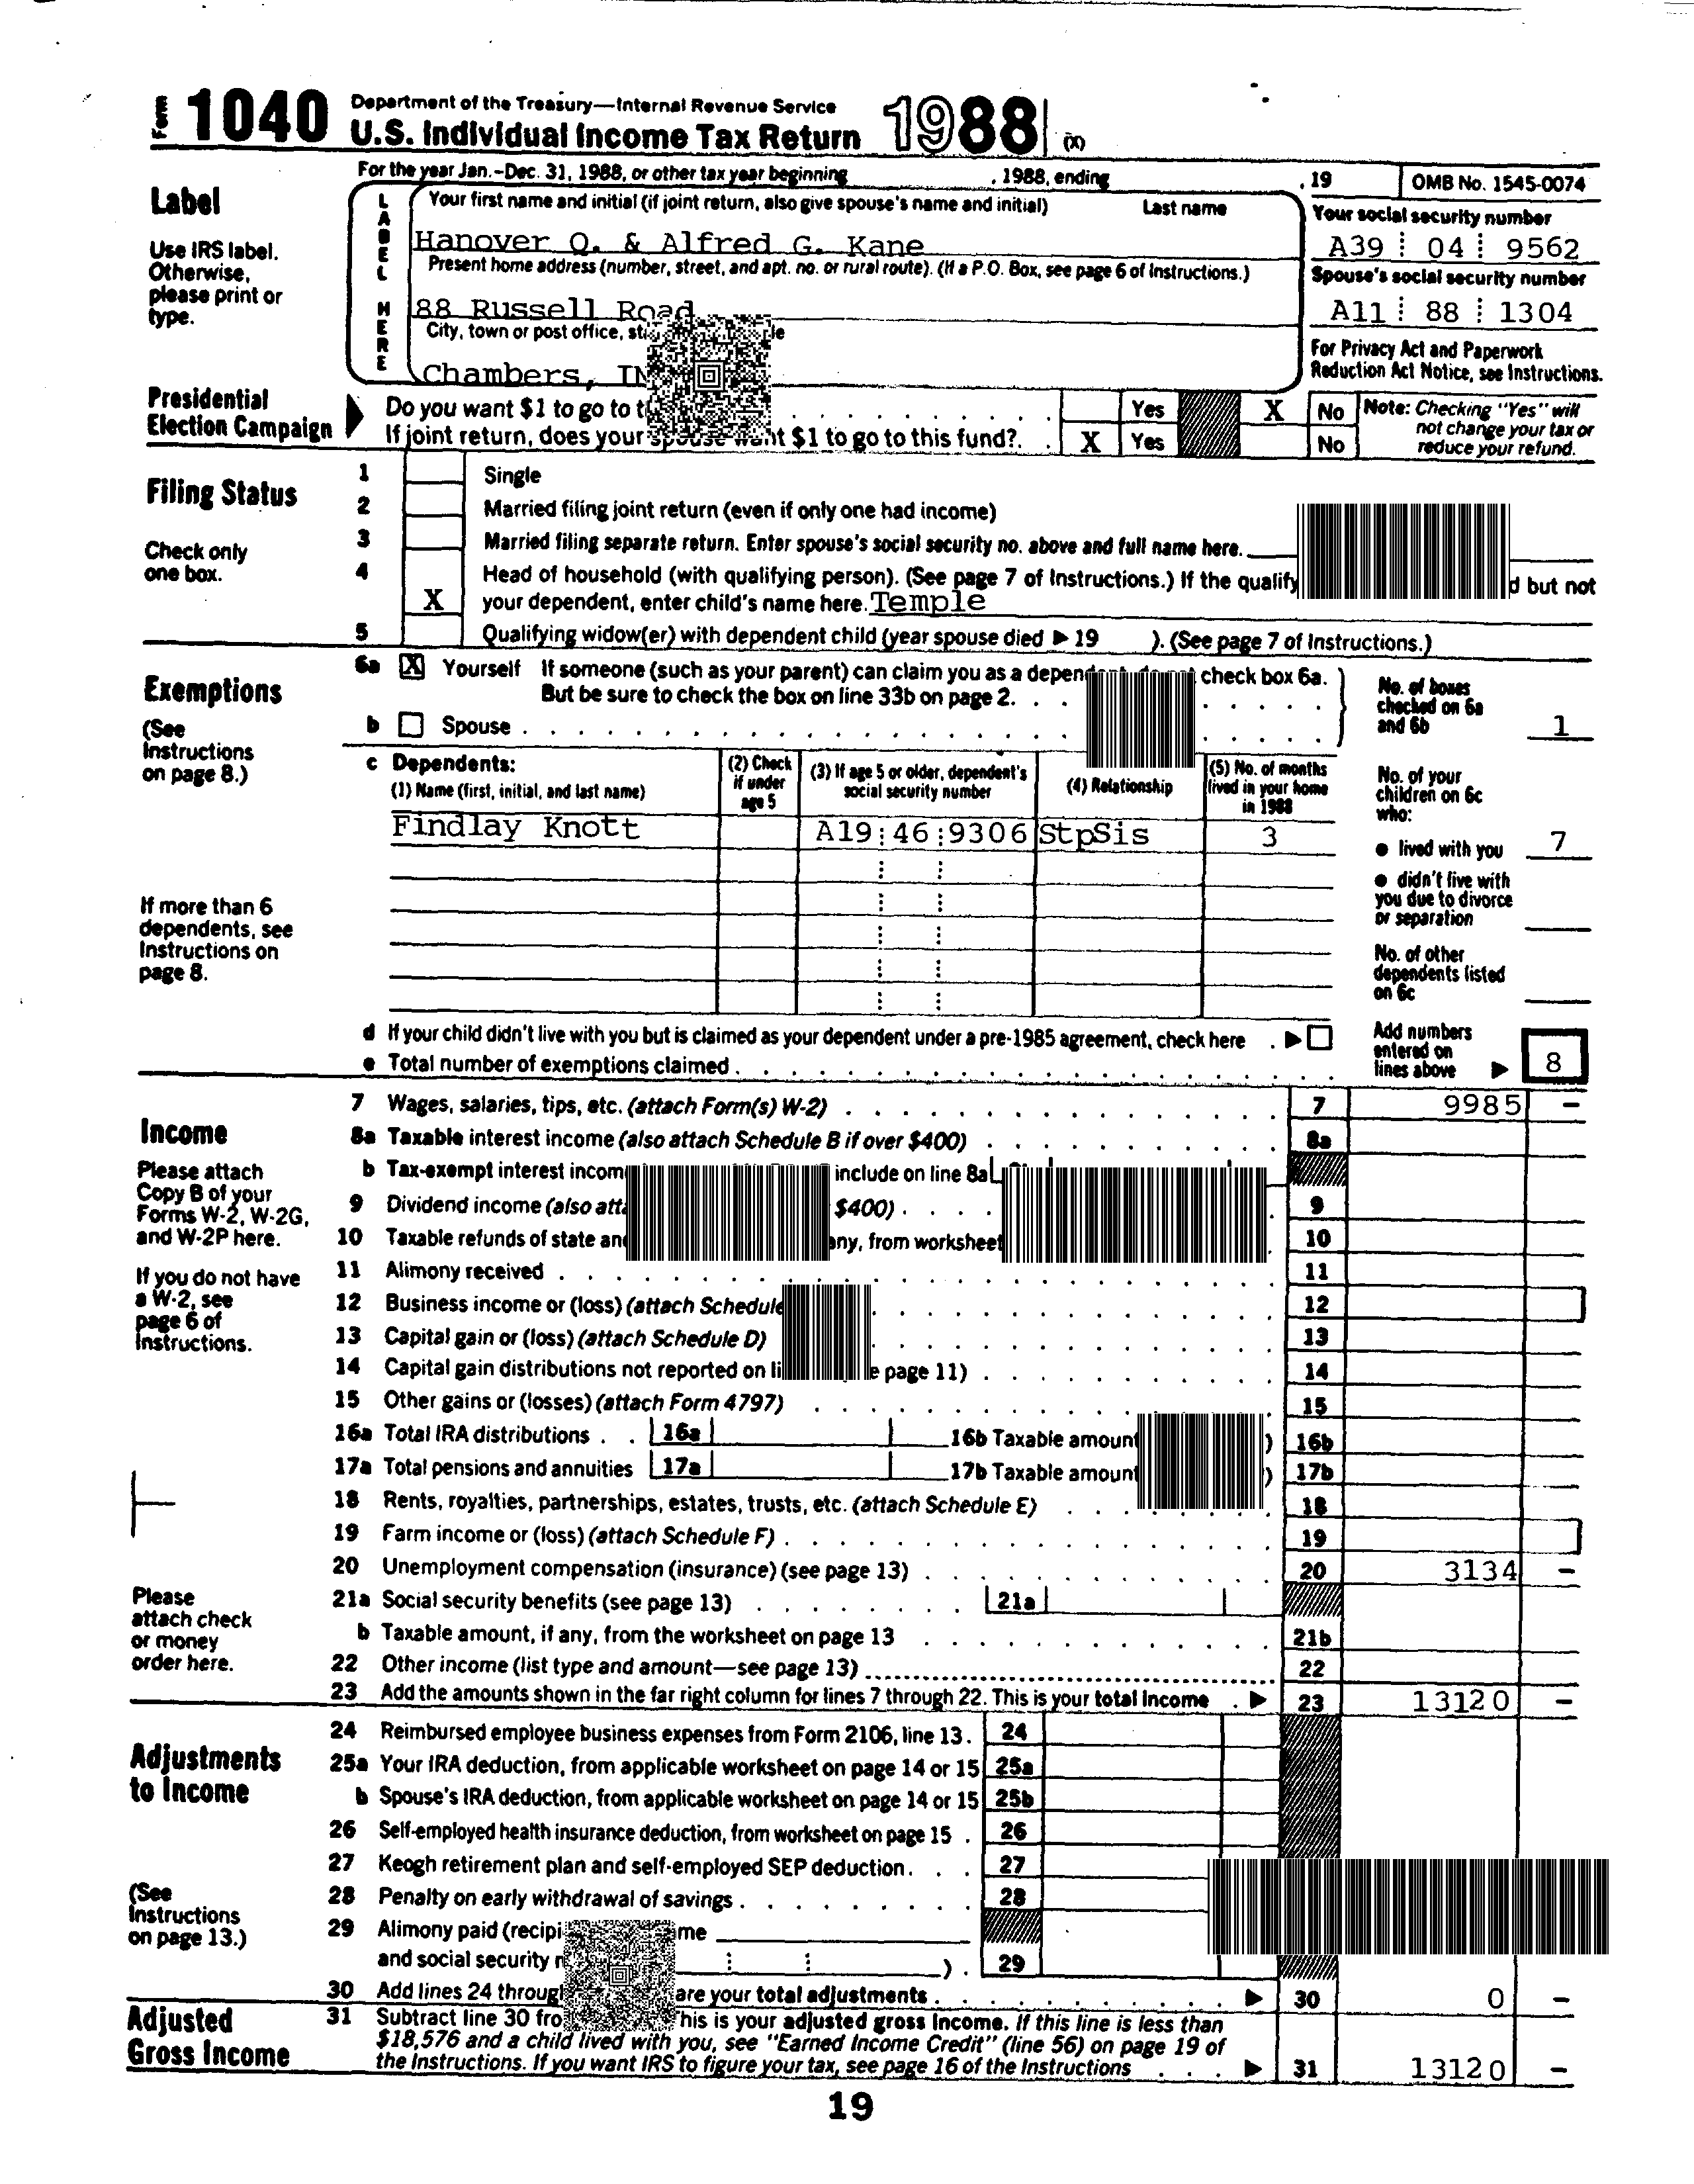 Form 1040 Department of the Treasury—Internal Revenue Service
U.S. Individual Income Tax Return 1988 (X)
For the year Jan.-Dec. 31, 1988, or other tax year beginning , 1988, ending , 19 OMB No. 1545-0074
Label
Use IRS label.
Otherwise,
please print or
type.
LABEL HERE
Your first name and initial (if joint return, also give spouse's name and initial) Last name
Hanover Q. & Alfred G. Kane
Present home address (number, street, and apt. no. or rural route). (If a P.O. Box, see page 6 of Instructions.)
88 Russell Road
City, town or post office,
Chambers, IN
Your social security number
A39 04 9562
Spouse's social security number
A11 88 1304
For Privacy Act and Paperwork
Reduction Act Notice, see Instructions.
Presidential
Election Campaign
Do you want $1 to go to Yes X No
If joint return, does your spouse want $1 to go to this fund?. X Yes No
Note: Checking "Yes" will
not change your tax or
reduce your refund.
Filing Status
Check only
one box.
1 Single
2 Married filing joint return (even if only one had income)
3 Married filing separate return. Enter spouse's social security no. above and full name here.
4 Head of household (with qualifying person). (See page 7 of Instructions.) If the but not
X your dependent, enter child's name here. Temple
5 Qualifying widow(er) with dependent child (year spouse died ▶ 19 ). (See page 7 of Instructions.)
Exemptions
(See
Instructions
on page 8.)
6a X Yourself If someone (such as your parent) can claim you as a check box 6a.
But be sure to check the box on line 33b on page 2.
b Spouse
No. of boxes
checked on 6a
and 6b 1
c Dependents:
(1) Name (first, initial, and last name)
(2) Check
if under
age 5
(3) If age 5 or older, dependent's
social security number
(4) Relationship
(5) No. of months
lived in your home
in 1988
Findlay Knott A19 46 9306 StpSis 3
If more than 6
dependents, see
Instructions on
page 8.
No. of your
children on 6c
who:
● lived with you 7
● didn't live with
you due to divorce
or separation
No. of other
dependents listed
on 6c
d If your child didn't live with you but is claimed as your dependent under a pre-1985 agreement, check here . ▶
e Total number of exemptions claimed
Add numbers
entered on
lines above ▶ 8
Income
Please attach
Copy B of your
Forms W-2, W-2G,
and W-2P here.
If you do not have
a W-2, see
page 6 of
Instructions.
Please
attach check
or money
order here.
7 Wages, salaries, tips, etc. (attach Form(s) W-2) 7 9985 —
8a Taxable interest income (also attach Schedule B if over $400) 8a
b Tax-exempt interest include on line 8a
9 Dividend income (also $400) 9
10 Taxable refunds of state from worksheet 10
11 Alimony received 11
12 Business income or (loss) (attach Schedule 12
13 Capital gain or (loss) (attach Schedule D) 13
14 Capital gain distributions not reported on page 11) 14
15 Other gains or (losses) (attach Form 4797) 15
16a Total IRA distributions 16a 16b Taxable amount ) 16b
17a Total pensions and annuities 17a 17b Taxable amount ) 17b
18 Rents, royalties, partnerships, estates, trusts, etc. (attach Schedule E) 18
19 Farm income or (loss) (attach Schedule F) 19
20 Unemployment compensation (insurance) (see page 13) 20 3134 —
21a Social security benefits (see page 13) 21a
b Taxable amount, if any, from the worksheet on page 13 21b
22 Other income (list type and amount—see page 13) 22
23 Add the amounts shown in the far right column for lines 7 through 22. This is your total income ▶ 23 13120 —
Adjustments
to Income
(See
Instructions
on page 13.)
24 Reimbursed employee business expenses from Form 2106, line 13. 24
25a Your IRA deduction, from applicable worksheet on page 14 or 15 25a
b Spouse's IRA deduction, from applicable worksheet on page 14 or 15 25b
26 Self-employed health insurance deduction, from worksheet on page 15 26
27 Keogh retirement plan and self-employed SEP deduction 27
28 Penalty on early withdrawal of savings 28
29 Alimony paid
and social security ) . 29
30 Add lines 24 are your total adjustments ▶ 30 0 —
Adjusted
Gross Income
31 Subtract line 30 is your adjusted gross income. If this line is less than
$18,576 and a child lived with you, see "Earned Income Credit" (line 56) on page 19 of
the Instructions. If you want IRS to figure your tax, see page 16 of the Instructions ▶ 31 13120 —
19